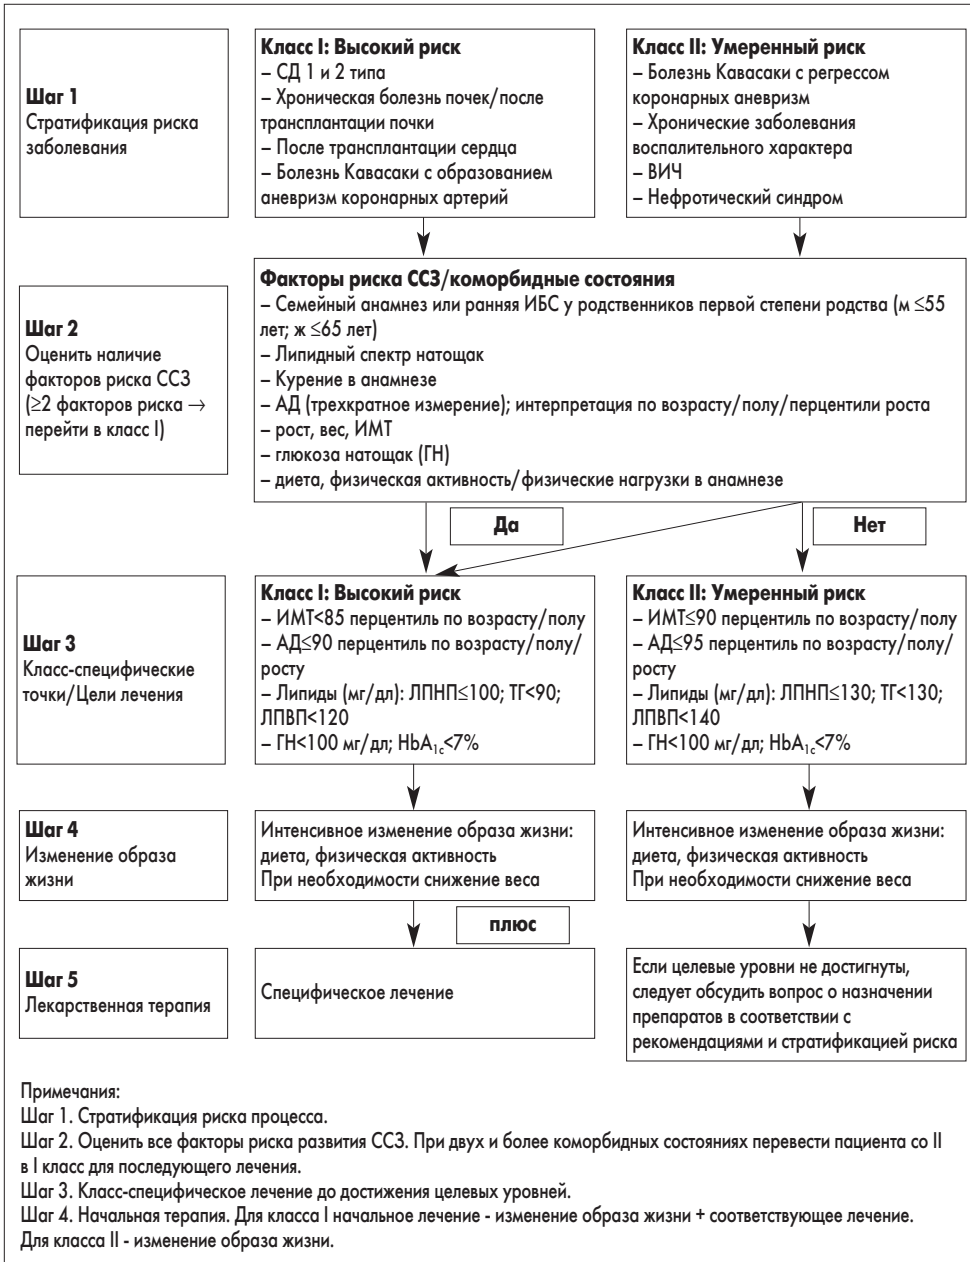 Шаг 1
Стратификация риска
заболевания
Класс I: Высокий риск
– СД 1 и 2 типа
– Хроническая болезнь почек/после
трансплантации почки
– После трансплантации сердца
– Болезнь Кавасаки с образованием
аневризм коронарных артерий
Класс II: Умеренный риск
– Болезнь Кавасаки с регрессом
коронарных аневризм
– Хронические заболевания
воспалительного характера
– ВИЧ
– Нефротический синдром
Шаг 2
Оценить наличие
факторов риска ССЗ
(≥2 факторов риска →
перейти в класс I)
Факторы риска ССЗ/коморбидные состояния
– Семейный анамнез или ранняя ИБС у родственников первой степени родства (м ≤55
лет; ж ≤65 лет)
– Липидный спектр натощак
– Курение в анамнезе
– АД (трехкратное измерение); интерпретация по возрасту/полу/перцентили роста
– рост, вес, ИМТ
– глюкоза натощак (ГН)
– диета, физическая активность/физические нагрузки в анамнезе
Да
Нет
Шаг 3
Класс-специфические
точки/Цели лечения
Класс I: Высокий риск
– ИМТ<85 перцентиль по возрасту/полу
– АД≤90 перцентиль по возрасту/полу/
росту
– Липиды (мг/дл): ЛПНП≤100; ТГ<90;
ЛПВП<120
– ГН<100 мг/дл; HbA1c<7%
Класс II: Умеренный риск
– ИМТ≤90 перцентиль по возрасту/полу
– АД≤95 перцентиль по возрасту/полу/
росту
– Липиды (мг/дл): ЛПНП≤130; ТГ<130;
ЛПВП<140
– ГН<100 мг/дл; HbA1c<7%
Шаг 4
Изменение образа
жизни
Интенсивное изменение образа жизни:
диета, физическая активность
При необходимости снижение веса
Интенсивное изменение образа жизни:
диета, физическая активность
При необходимости снижение веса
плюс
Шаг 5
Лекарственная терапия
Специфическое лечение
Если целевые уровни не достигнуты,
следует обсудить вопрос о назначении
препаратов в соответствии с
рекомендациями и стратификацией риска
Примечания:
Шаг 1. Стратификация риска процесса.
Шаг 2. Оценить все факторы риска развития ССЗ. При двух и более коморбидных состояниях перевести пациента со II
в I класс для последующего лечения.
Шаг 3. Класс-специфическое лечение до достижения целевых уровней.
Шаг 4. Начальная терапия. Для класса I начальное лечение - изменение образа жизни + соответствующее лечение.
Для класса II - изменение образа жизни.